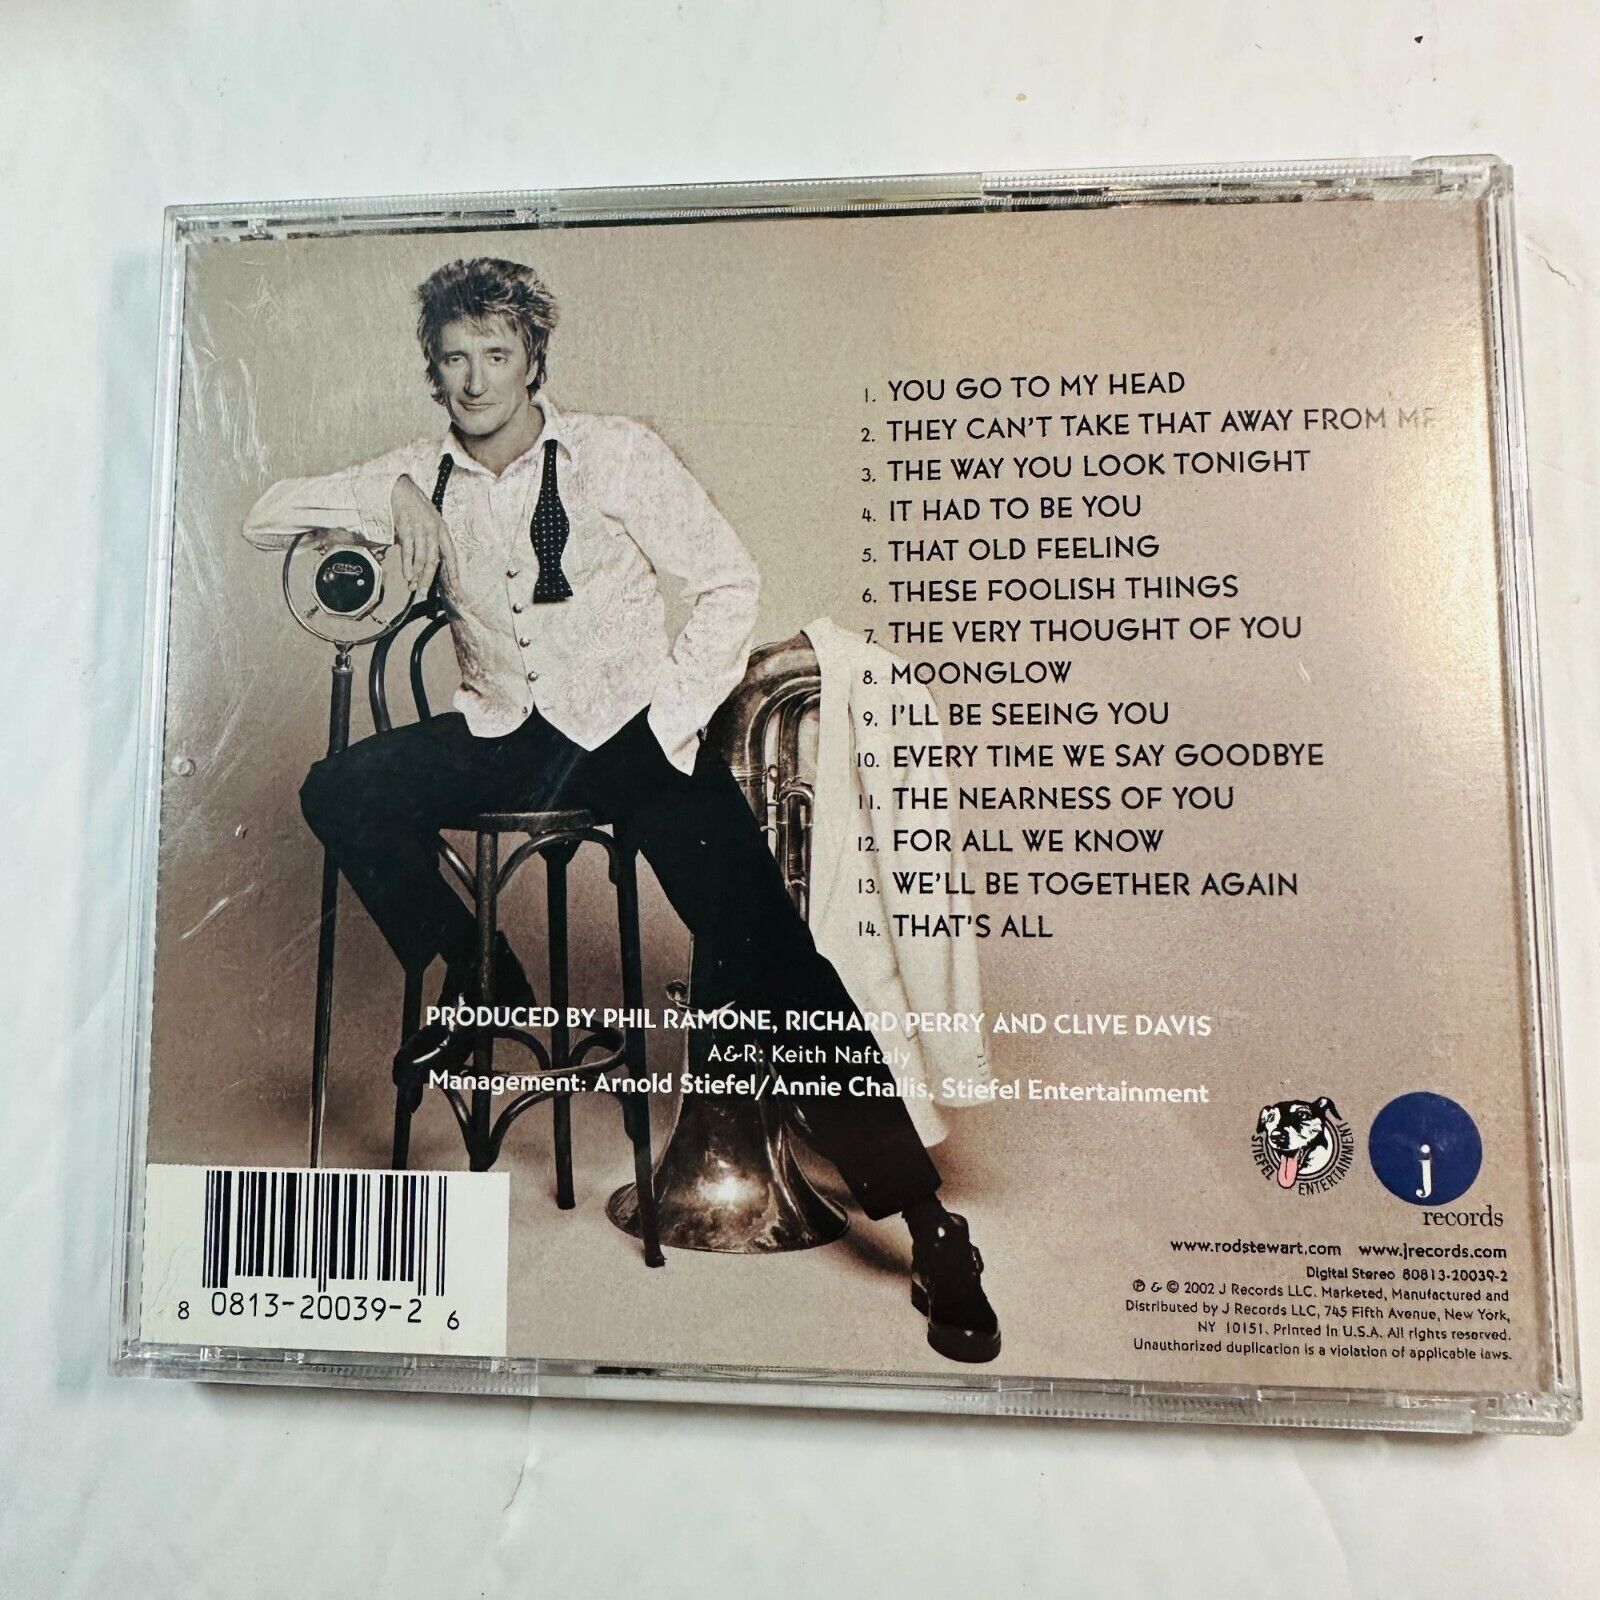 1. YOU GO TO MY HEAD
2. THEY CAN'T TAKE THAT AWAY FROM ME
3. THE WAY YOU LOOK TONIGHT
4. IT HAD TO BE YOU
5. THAT OLD FEELING
6. THESE FOOLISH THINGS
7. THE VERY THOUGHT OF YOU
8. MOONGLOW
9. I'LL BE SEEING YOU
10. EVERY TIME WE SAY GOODBYE
11. THE NEARNESS OF YOU
12. FOR ALL WE KNOW
13. WE'LL BE TOGETHER AGAIN
14. THAT'S ALL
PRODUCED BY PHIL RAMONE, RICHARD PERRY AND CLIVE DAVIS
A&R: Keith Naftaly
Management: Arnold Stiefel/Annie Challis, Stiefel Entertainment
STIEFEL ENTERTAINMENT
j
records
www.rodstewart.com www.jrecords.com
Digital Stereo 80813-20039-2
℗ & © 2002 J Records LLC. Marketed, Manufactured and
Distributed by J Records LLC, 745 Fifth Avenue, New York,
NY 10151. Printed in U.S.A. All rights reserved.
Unauthorized duplication is a violation of applicable laws.
8 0813-20039-2 6